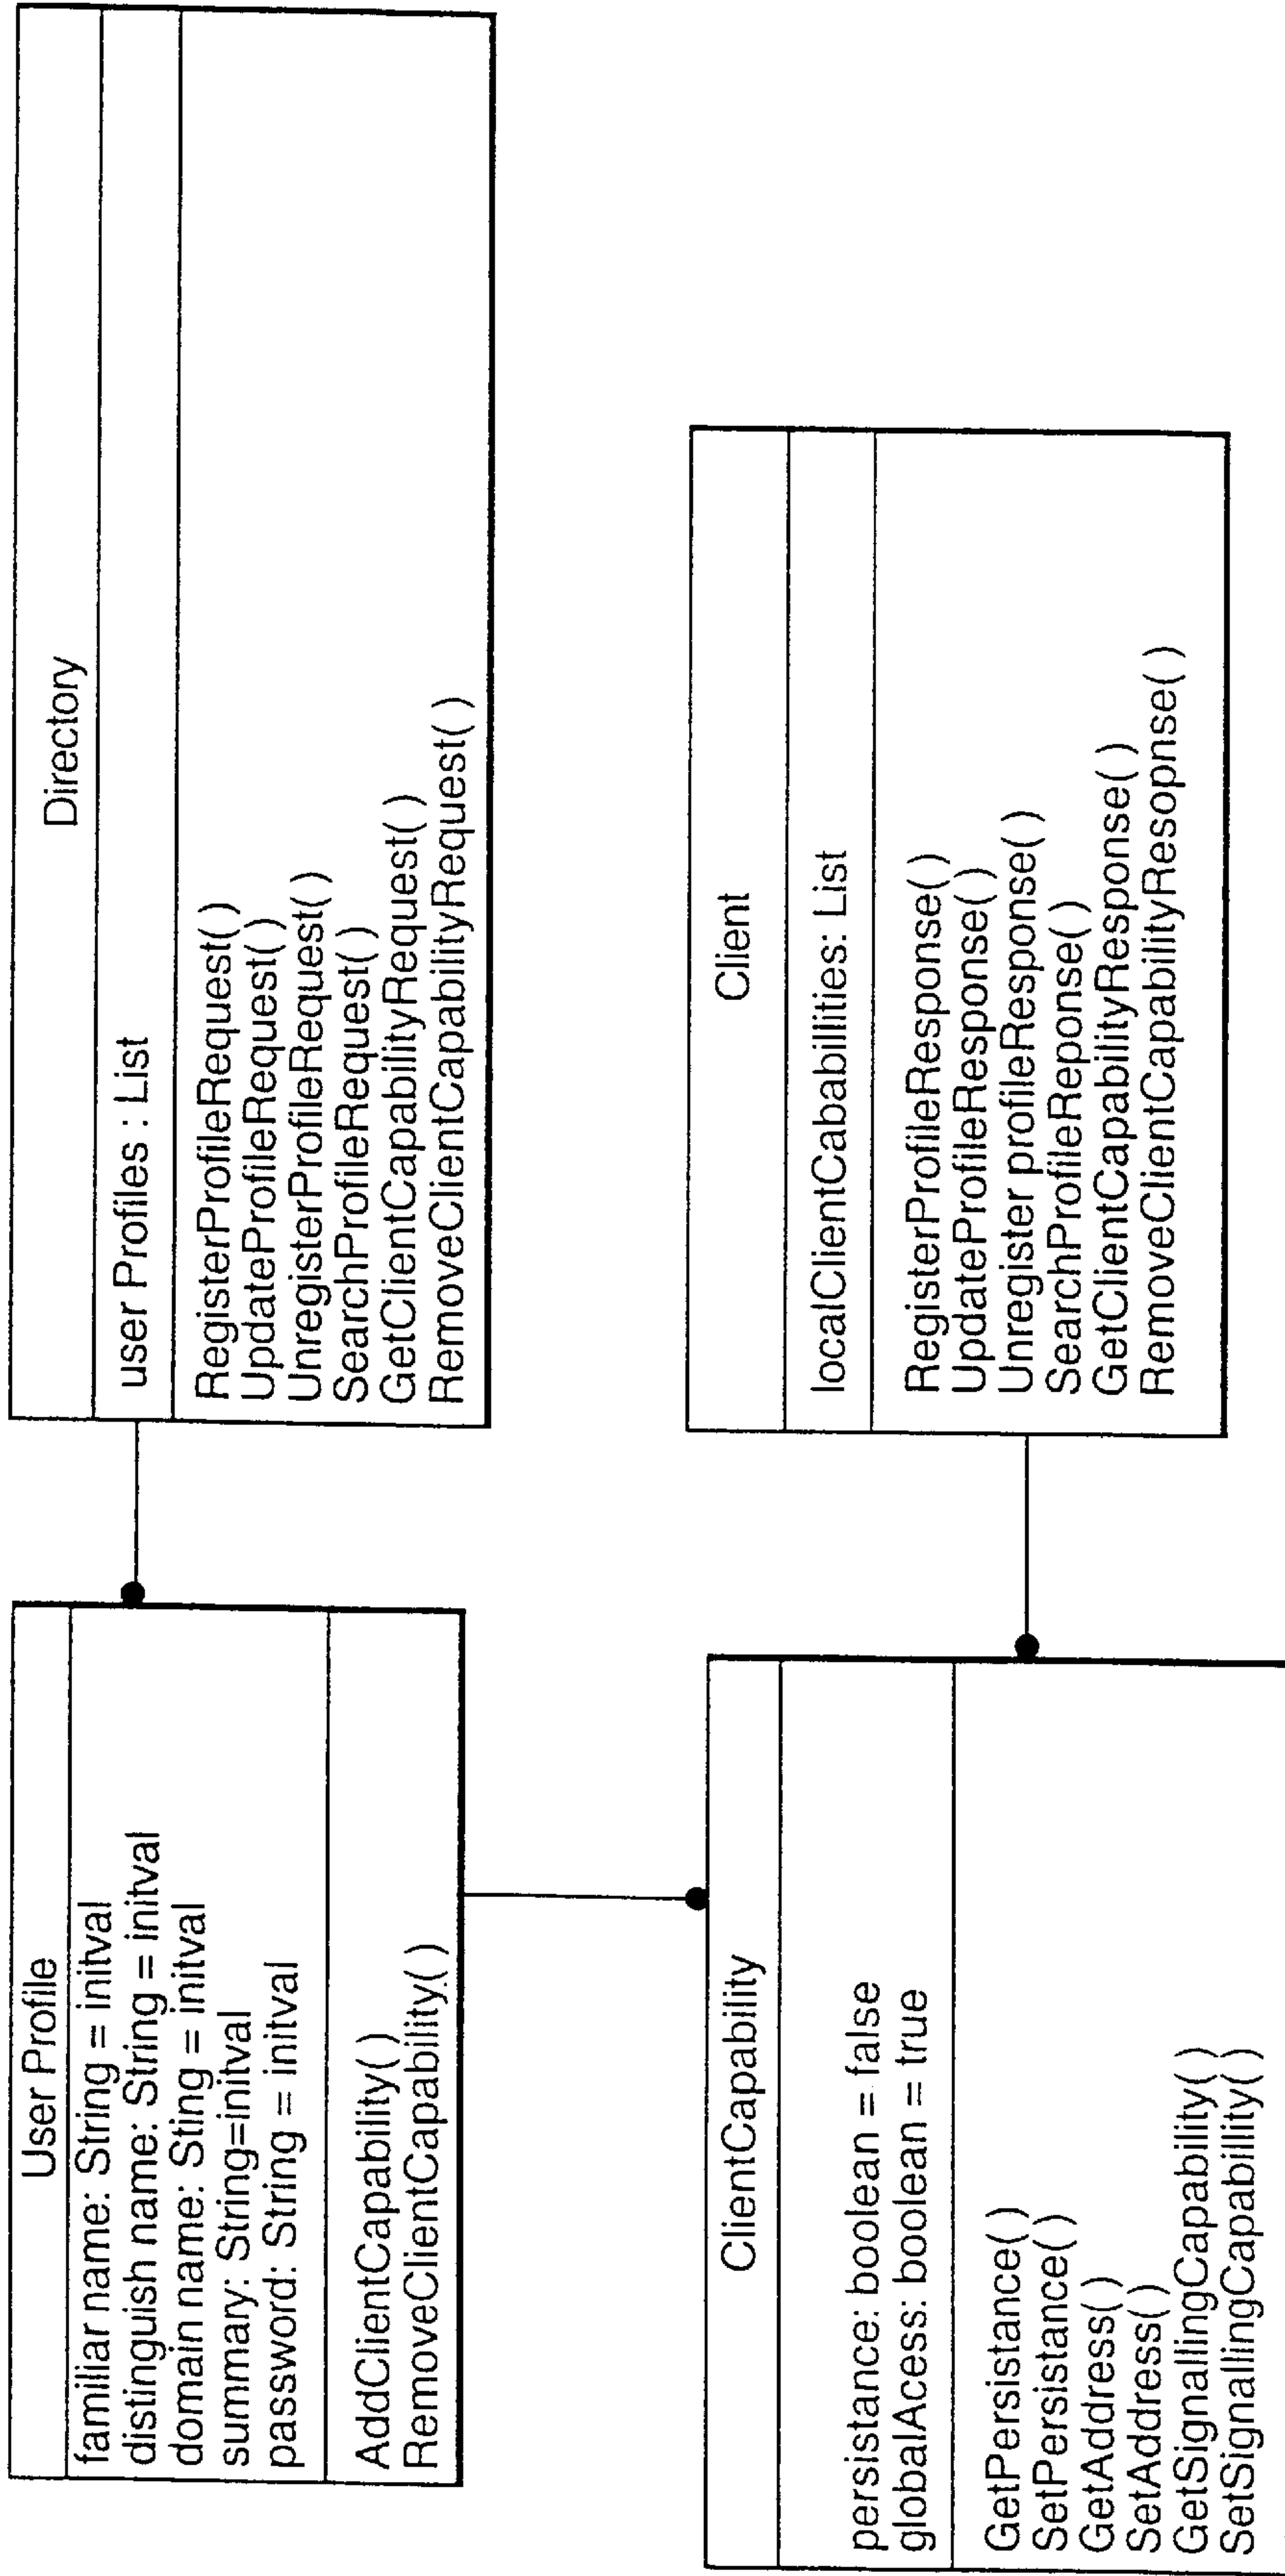 User Profile
familiar name: String = initval
distinguish name: String = initval
domain name: Sting = initval
summary: String=initval
password: String = initval
AddClientCapability( )
RemoveClientCapability.( )
Directory
user Profiles : List
RegisterProfileRequest( )
UpdateProfileRequest( )
UnregisterProfileRequest( )
SearchProfileRequest( )
GetClientCapabilityRequest( )
RemoveClientCapabilityRequest( )
ClientCapability
persistance: boolean = false
globalAcess: boolean = true
GetPersistance( )
SetPersistance( )
GetAddress( )
SetAddress( )
GetSignallingCapability( )
SetSignallingCapabillity( )
Client
localClientCababilities: List
RegisterProfileResponse( )
UpdateProfileResponse( )
Unregister profileResponse( )
SearchProfileReponse( )
GetClientCapabilityResponse( )
RemoveClientCapabilityResopnse( )